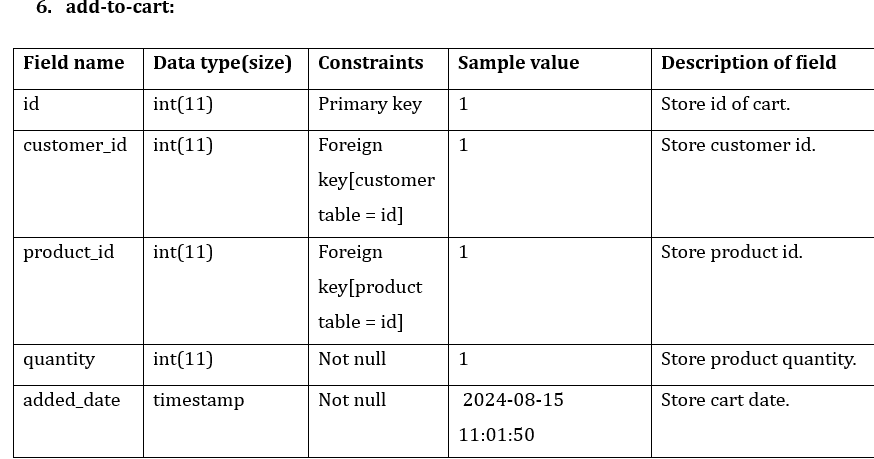 6. add-to-cart:
Field name Data type(size) Constraints Sample value Description of field
id int(11) Primary key 1 Store id of cart.
customer_id int(11) Foreign 1 Store customer id.
key[customer
table = id]
product_id int(11) Foreign 1 Store product id.
key[product
table = id]
quantity int(11) Not null 1 Store product quantity.
added_date timestamp Not null 2024-08-15 Store cart date.
11:01:50